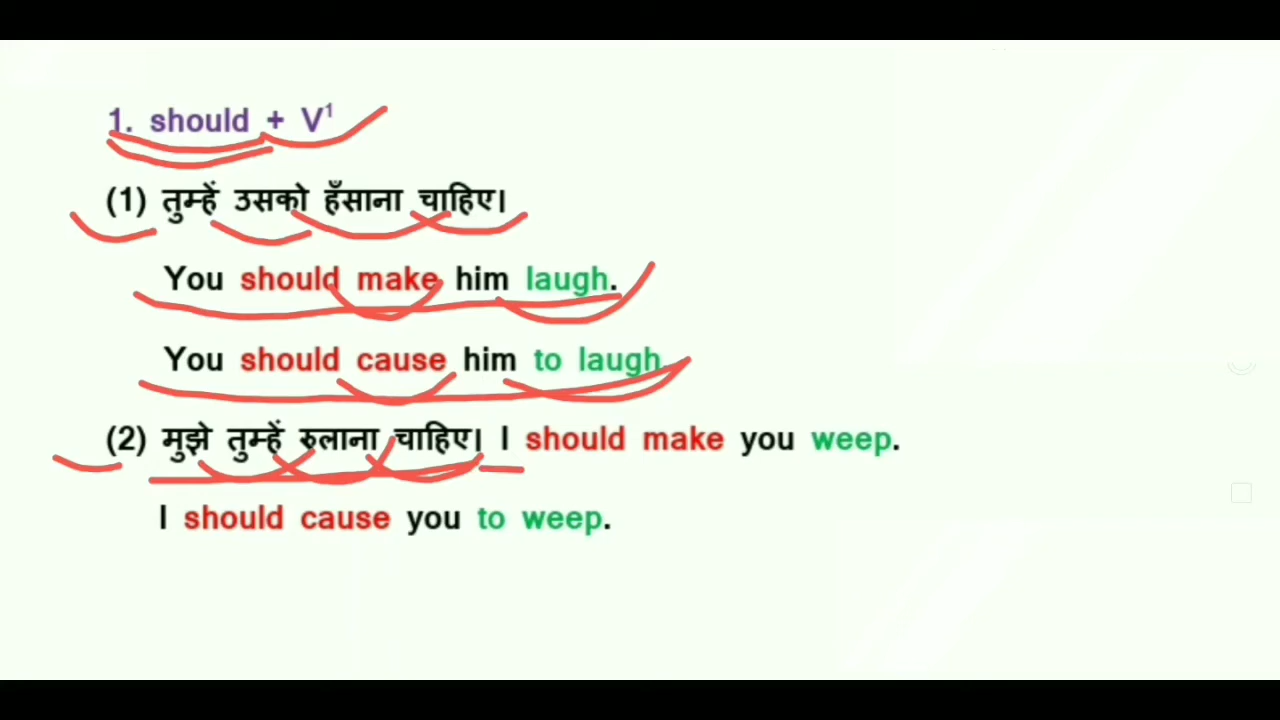 1. should + V¹
(1) तुम्हें उसको हँसाना चाहिए।
You should make him laugh.
You should cause him to laugh.
(2) मुझे तुम्हें रुलाना चाहिए। I should make you weep.
I should cause you to weep.